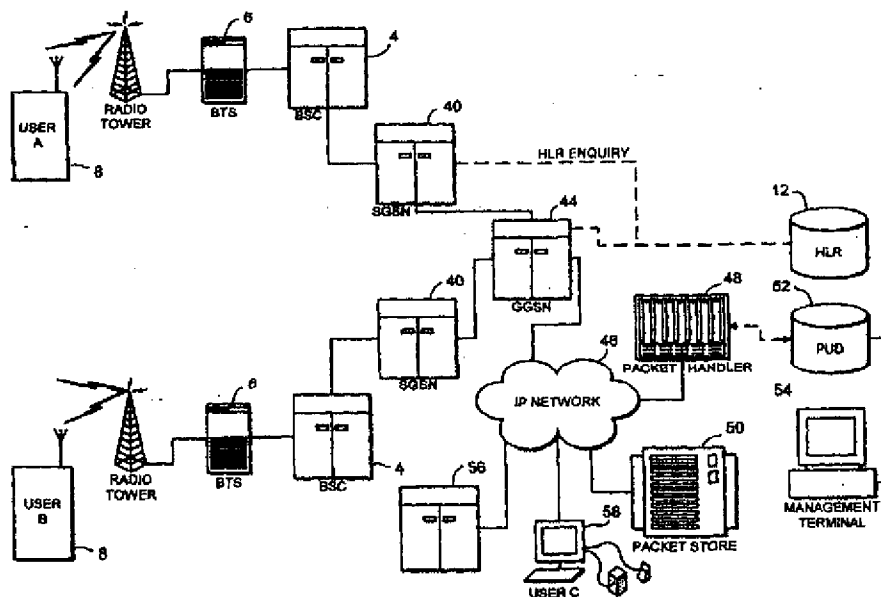 6
4
USER A
8
RADIO TOWER
BTS
BSC
40
SGSN
HLR ENQUIRY
44
GGSN
12
HLR
40
SGSN
48
PACKET HANDLER
52
PUD
46
IP NETWORK
54
MANAGEMENT TERMINAL
6
USER B
8
RADIO TOWER
BTS
BSC
4
56
58
USER C
50
PACKET STORE